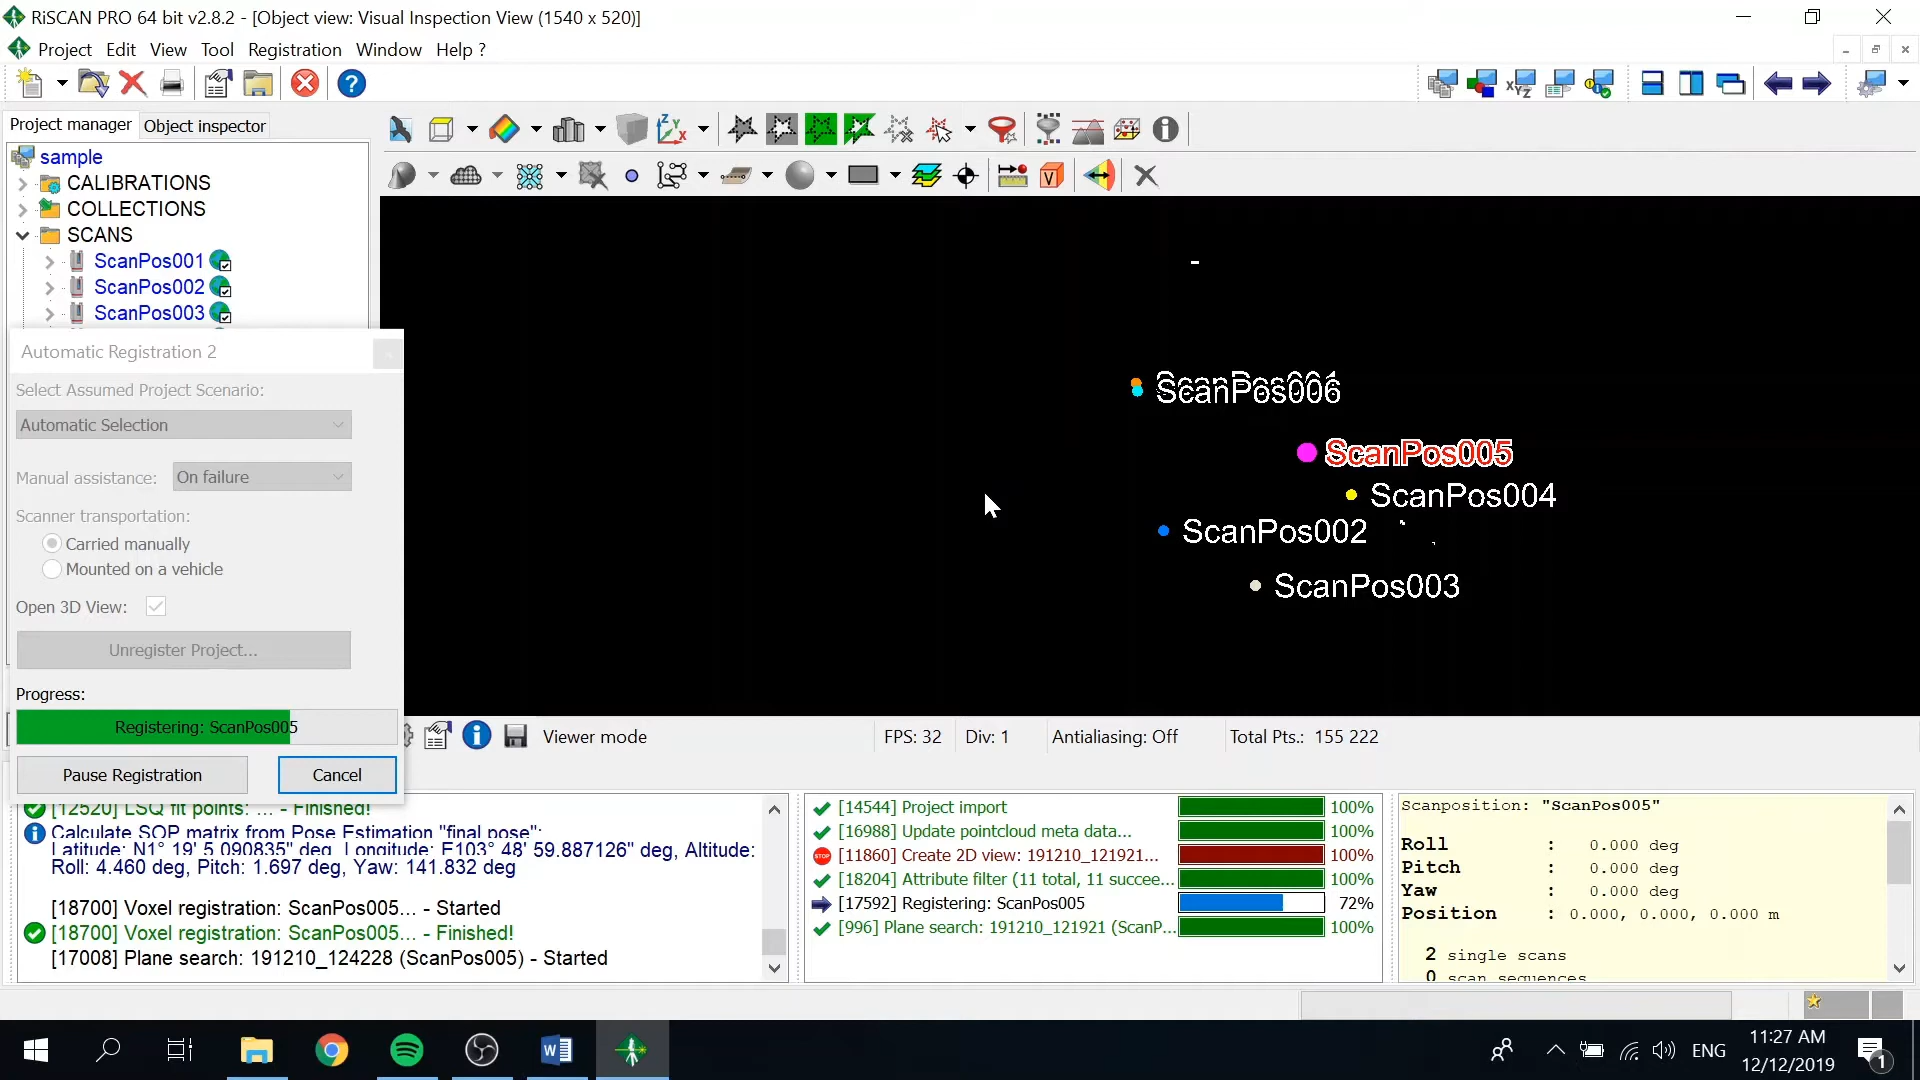 RiSCAN PRO 64 bit v2.8.2 - [Object view: Visual Inspection View (1540 x 520)]
Project Edit View Tool Registration Window Help ?
Project manager Object inspector
sample
CALIBRATIONS
COLLECTIONS
SCANS
ScanPos001
ScanPos002
ScanPos003
Automatic Registration 2
Select Assumed Project Scenario:
Automatic Selection
Manual assistance: On failure
Scanner transportation:
Carried manually
Mounted on a vehicle
Open 3D View:
Unregister Project...
Progress:
Registering: ScanPos005
Pause Registration Cancel
ScanPos006
ScanPos005
ScanPos004
ScanPos002
ScanPos003
Viewer mode FPS: 32 Div: 1 Antialiasing: Off Total Pts.: 155 222
[12520] LSQ fit points: ... - Finished!
Calculate SOP matrix from Pose Estimation "final pose":
Latitude: N1° 19' 5.090835" deg, Longitude: E103° 48' 59.887126" deg, Altitude:
Roll: 4.460 deg, Pitch: 1.697 deg, Yaw: 141.832 deg
[18700] Voxel registration: ScanPos005... - Started
[18700] Voxel registration: ScanPos005... - Finished!
[17008] Plane search: 191210_124228 (ScanPos005) - Started
[14544] Project import 100%
[16988] Update pointcloud meta data... 100%
[11860] Create 2D view: 191210_121921... 100%
[18204] Attribute filter (11 total, 11 succee... 100%
[17592] Registering: ScanPos005 72%
[996] Plane search: 191210_121921 (ScanP... 100%
Scanposition: "ScanPos005"
Roll : 0.000 deg
Pitch : 0.000 deg
Yaw : 0.000 deg
Position : 0.000, 0.000, 0.000 m
2 single scans
0 scan sequences
ENG
11:27 AM
12/12/2019
1